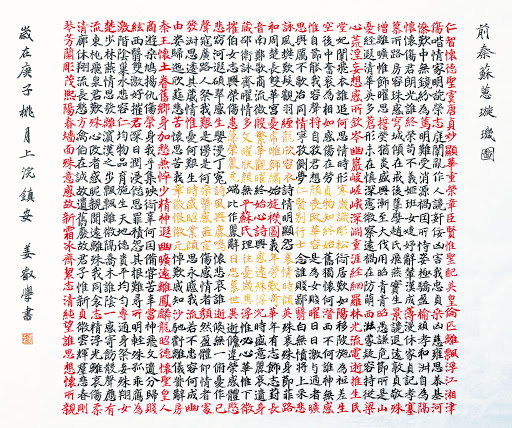 前秦蘇蕙璇璣圖
仁智懷德聖虞唐貞妙顯華重榮章臣賢惟聖配英皇倫匹離飄浮江湘津
傷嗟情家明葩榮志庭闈亂作人讒奸佞凶害我忠貞桑凶慈雍思恭基河
慘歎中無鏡紛為篤明難受消源禍因所恃恣極驕盈榆頑孝和淑自為隔
懷所傷君朗光誰終榮苟不義姬班女婕好辭輦漢成薄凶休家貞記孝塞
慕所路房容珠感誓城傾在戒后孽嬖趙氏飛燕實生景讒退遠敦貞敬殊
增離曠幃飾曜思穹熒猶炎盛興漸至大伐用昭青青昭愚謙危節所是山
憂經遐清華英多蒼形未在慎深慮微察遠禍在防萌西滋蒙疑容持從梁
心荒淫妄想感所欽岑幽巖峻嵯峨深淵重涯經網羅林光流電逝推生民
堂妃闈飛衣誰追何思情時形寒歲識凋松愆居歎如陽移陂施為祇差士
空后中奮袞為相如感傷在勞貞物知終始舊獨懷何潛西不何誰神無感
惟自節能我容聲將自孜君想顏喪改華容是為女賤曜日日激與通者曠
思興厲不歌冶同情寧孜側夢仁賢別行士念誰賤鄙翳白無憤將上採悲
詠風樊歎發觀羽纏龍旗容衣詩情明顯怨衰情時傾英殊衰殊身節菲路
和周楚長雙華宮憂虎彫飾繡始璇璣圖義年勞歎奇華年有志飾志葑長
音南鄭歌商流徵殷繁華觀曜終始心詩興感遠殊浮沉時盛意麗哀遺身
藏邵衛詠齊曜情多文曜壯顏無平蘇氏理往憂歲異浮惟必心華惟下微
摧伯女志興榮傷患藻榮麗充端比作麗辭日思慕世異逝倏違榮感體憫
悲窈河遐碩翠感生嬰漫丁冤詩風興鹿鳴懷悲哀誰逝然無一俯憂作己
聲窕廣路人粲我艱是漫是何桑翳感孟宣傷感情者頹若盈體仰情者處
發淑思逶其葳情惟憂何艱生時盛昭業傾思水戚我流沙不忠容何成幽
曲姿歸迤頎蕤悲苦懷思苦我章徽恨微玄悼歎戚知沙馳虧離儀貲辭房
秦王懷土眷舊鄉身加兼愁悴少精神遐幽曠遠離鳳麟龍昭德懷聖皇人
商遊桑鳩揚仇傷榮身我乎集殃愆辜何因備當苦辛當神飛文遺分歸賤
絃西翳雙激好摧君深日潤浸愆思罪積怨其根難尋所明輕殊孤乖雁為
激階陰巢水悲容仁均物品育施生天地德貴平均勻專通身粲妾殊翔女
楚步林燕情思發離濱漢之步飄飄離微隔喬木誰陰一感寄飭散聲應有
流東桃飛泉君歎殊心改者惑昵親聞遠離殊我同衾志精浮光離哀傷柔
清廊休翔流長愁方禽伯在誠故遺舊廢故君子惟新貞微雲輝群悲春剛
琴芳蘭彫茂熙陽春墙面殊意感故新霜冰齊潔志清純望誰思想懷所親
歲在庚子桃月上浣鎮安 姜叡學書